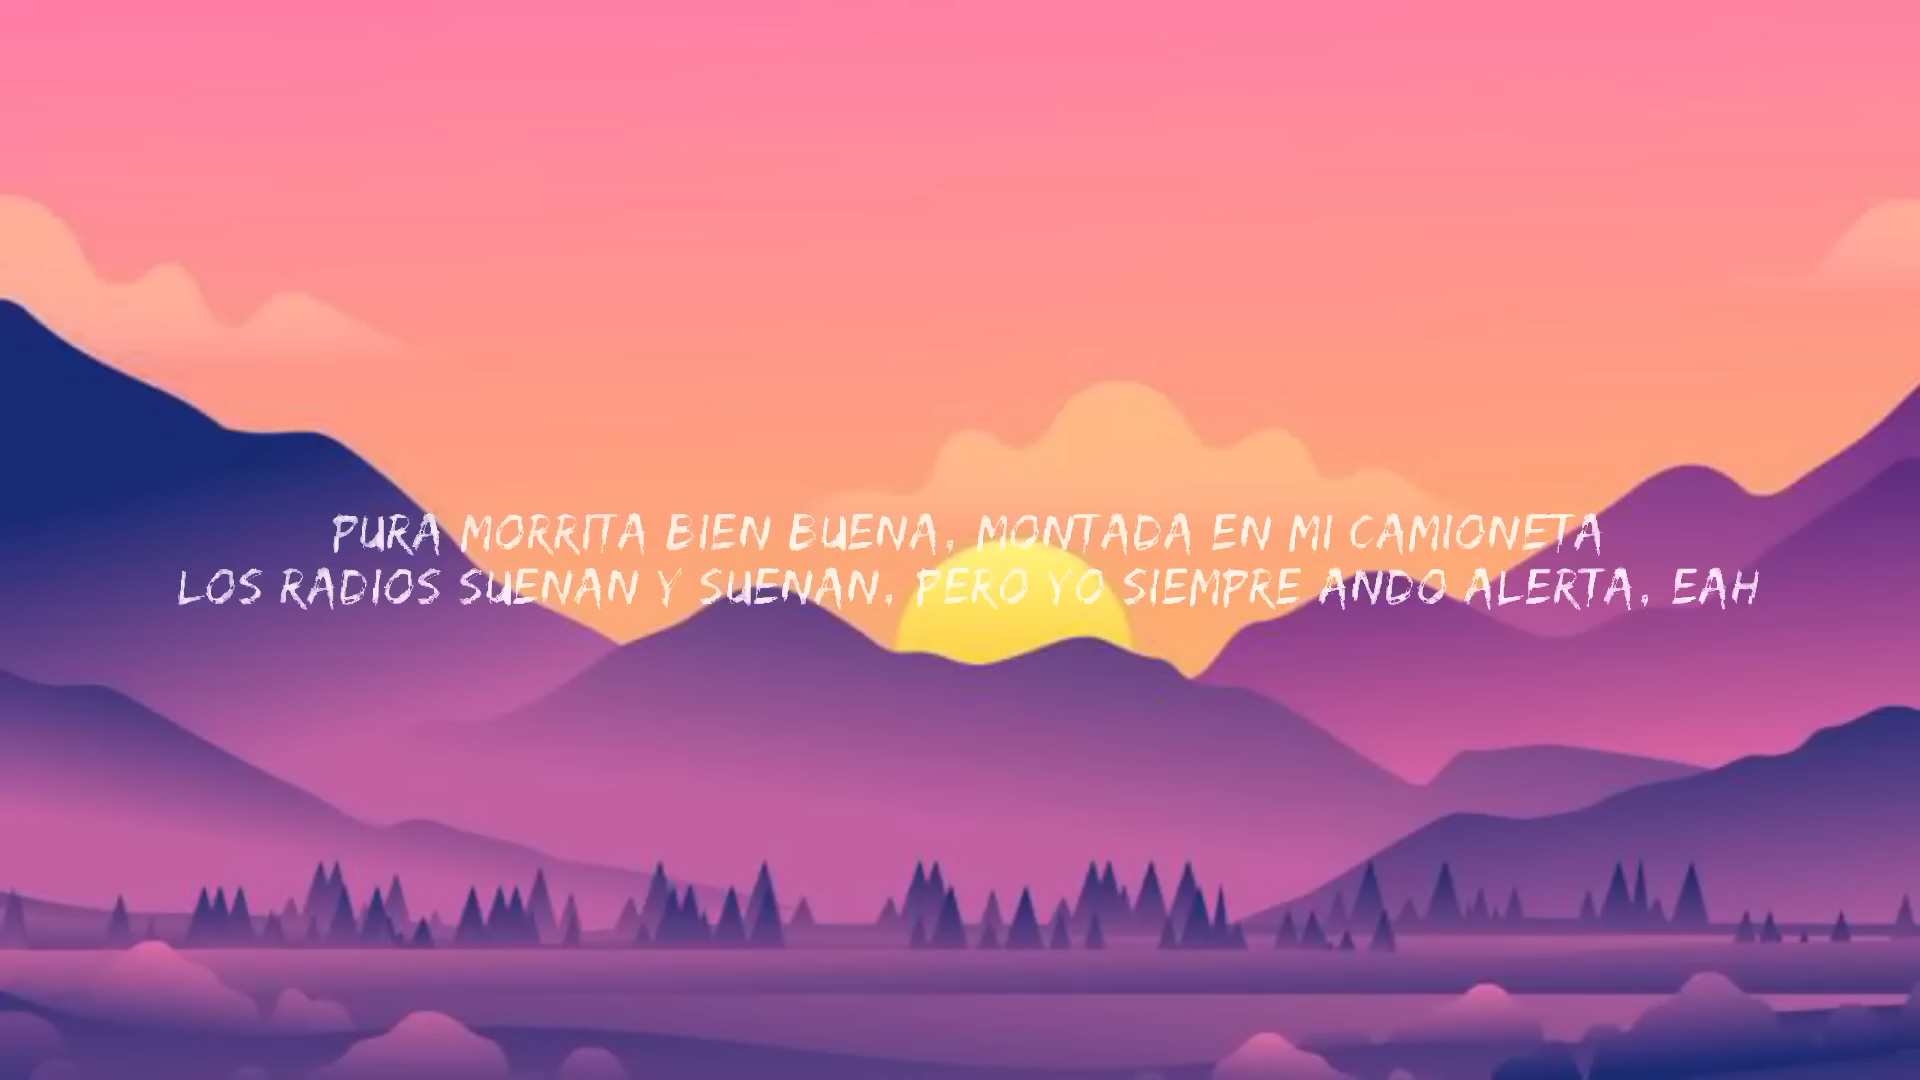 PURA MORRITA BIEN BUENA, MONTADA EN MI CAMIONETA
LOS RADIOS SUENAN Y SUENAN, PERO YO SIEMPRE ANDO ALERTA, EAH